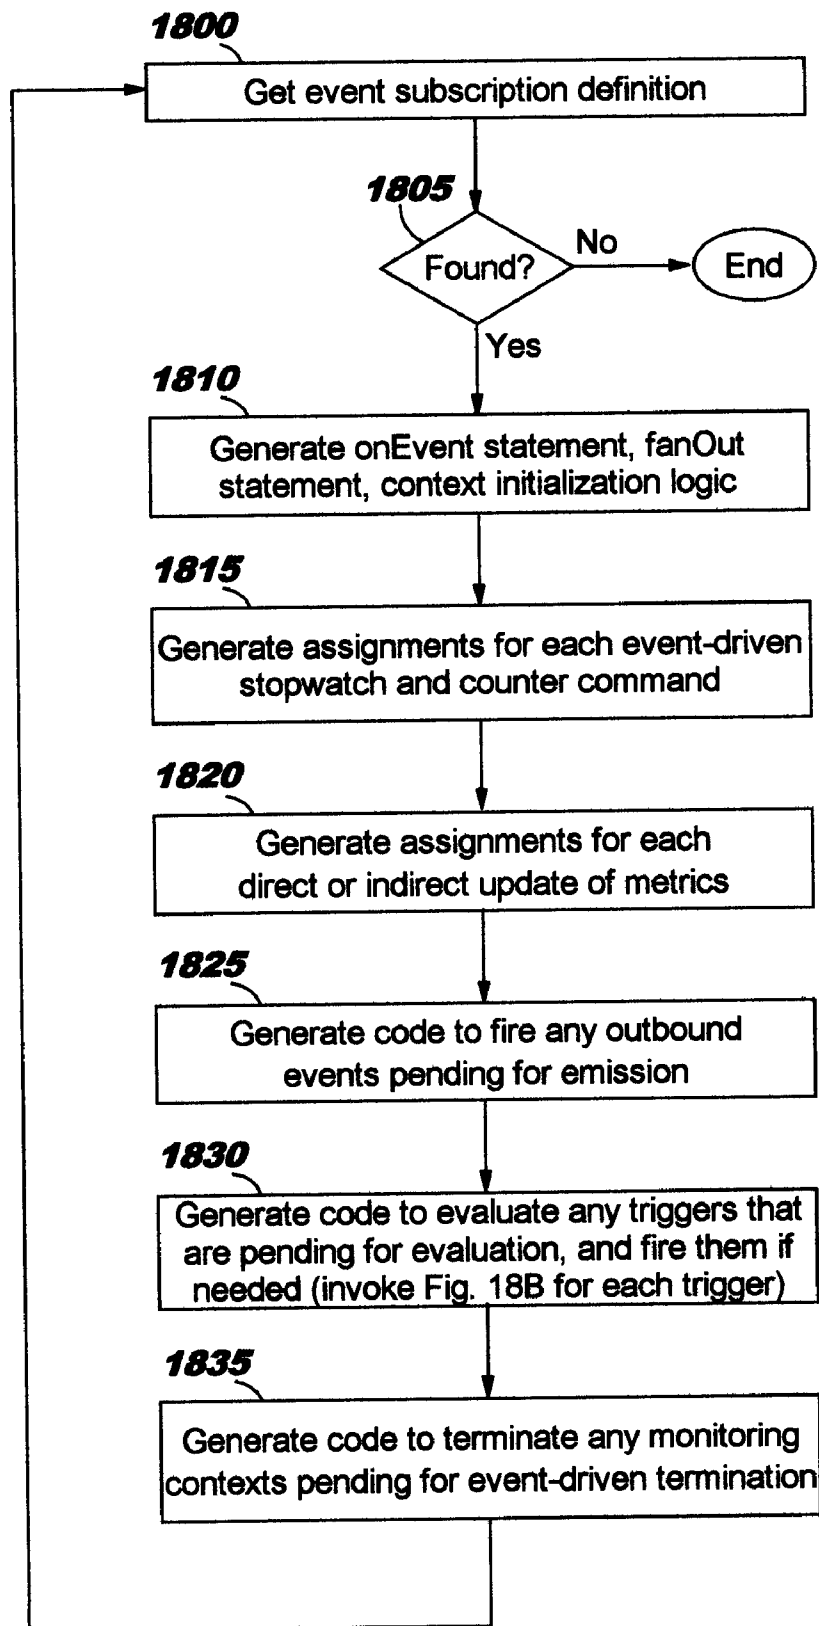 1800
Get event subscription definition
1805
Found?
No
End
Yes
1810
Generate onEvent statement, fanOut
statement, context initialization logic
1815
Generate assignments for each event-driven
stopwatch and counter command
1820
Generate assignments for each
direct or indirect update of metrics
1825
Generate code to fire any outbound
events pending for emission
1830
Generate code to evaluate any triggers that
are pending for evaluation, and fire them if
needed (invoke Fig. 18B for each trigger)
1835
Generate code to terminate any monitoring
contexts pending for event-driven termination